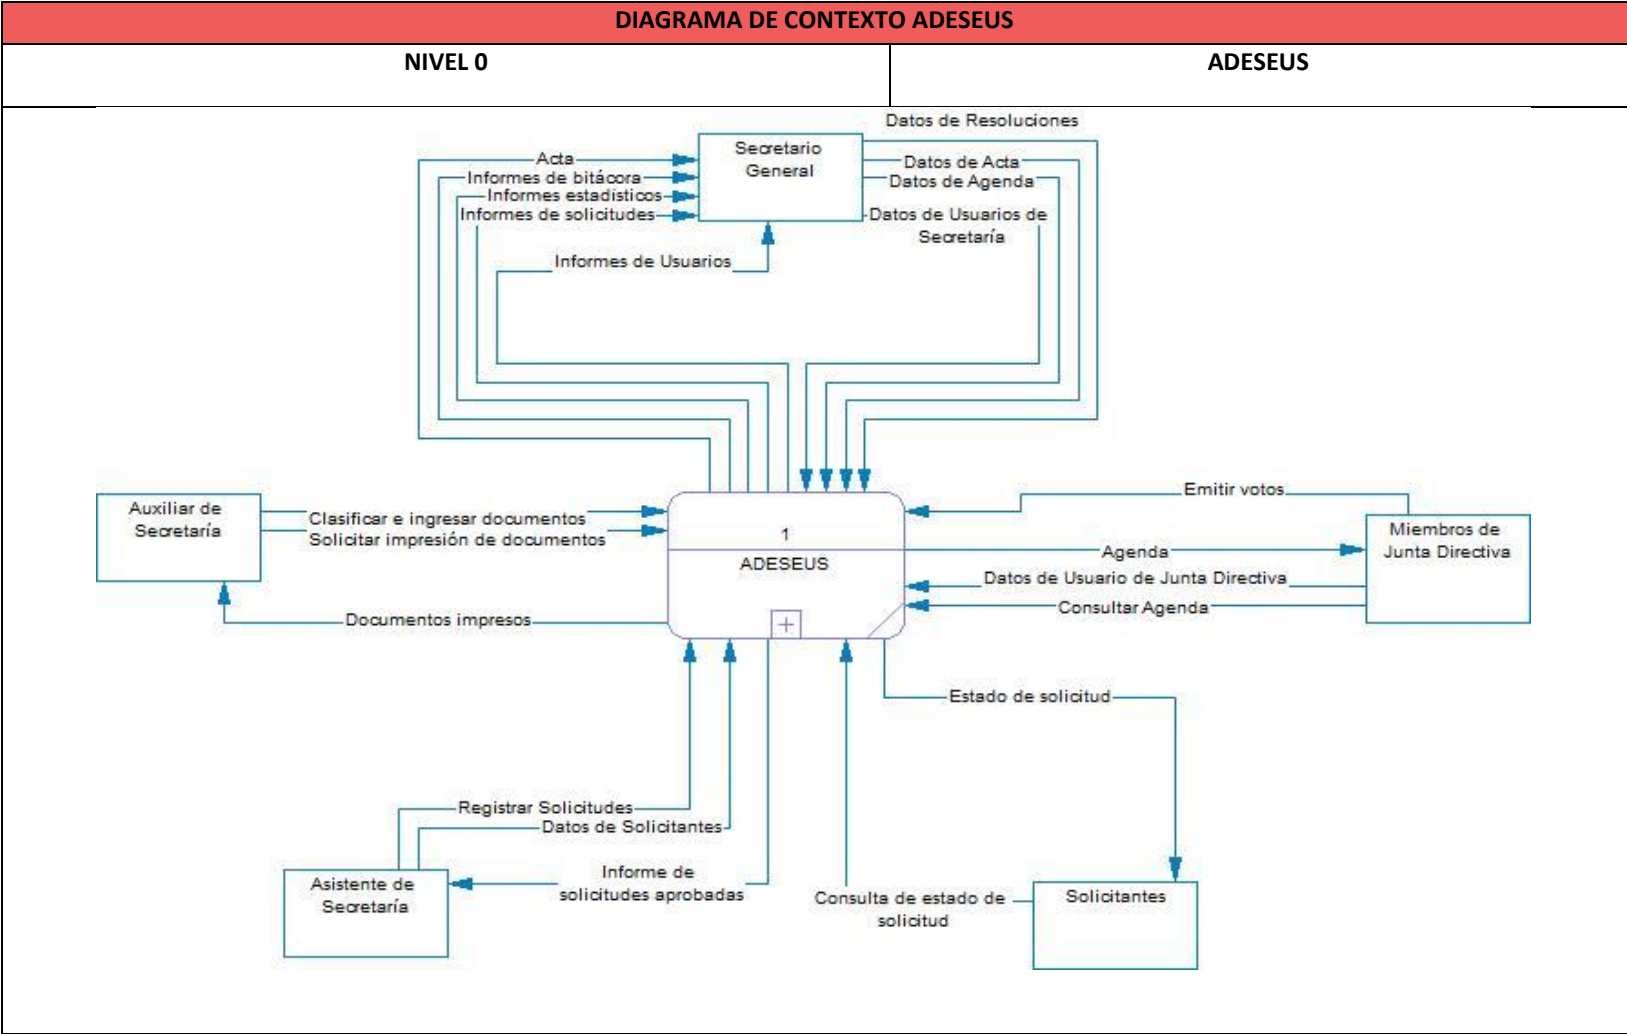 DIAGRAMA DE CONTEXTO ADESEUS
NIVEL 0
ADESEUS
Datos de Resoluciones
Secretario
General
Acta
Informes de bitácora
Informes estadísticos
Informes de solicitudes
Datos de Acta
Datos de Agenda
Datos de Usuarios de
Secretaría
Informes de Usuarios
Auxiliar de
Secretaría
Clasificar e ingresar documentos
Solicitar impresión de documentos
Documentos impresos
1
ADESEUS
Emitir votos
Miembros de
Junta Directiva
Agenda
Datos de Usuario de Junta Directiva
Consultar Agenda
Estado de solicitud
Registrar Solicitudes
Datos de Solicitantes
Asistente de
Secretaría
Informe de
solicitudes aprobadas
Consulta de estado de
solicitud
Solicitantes